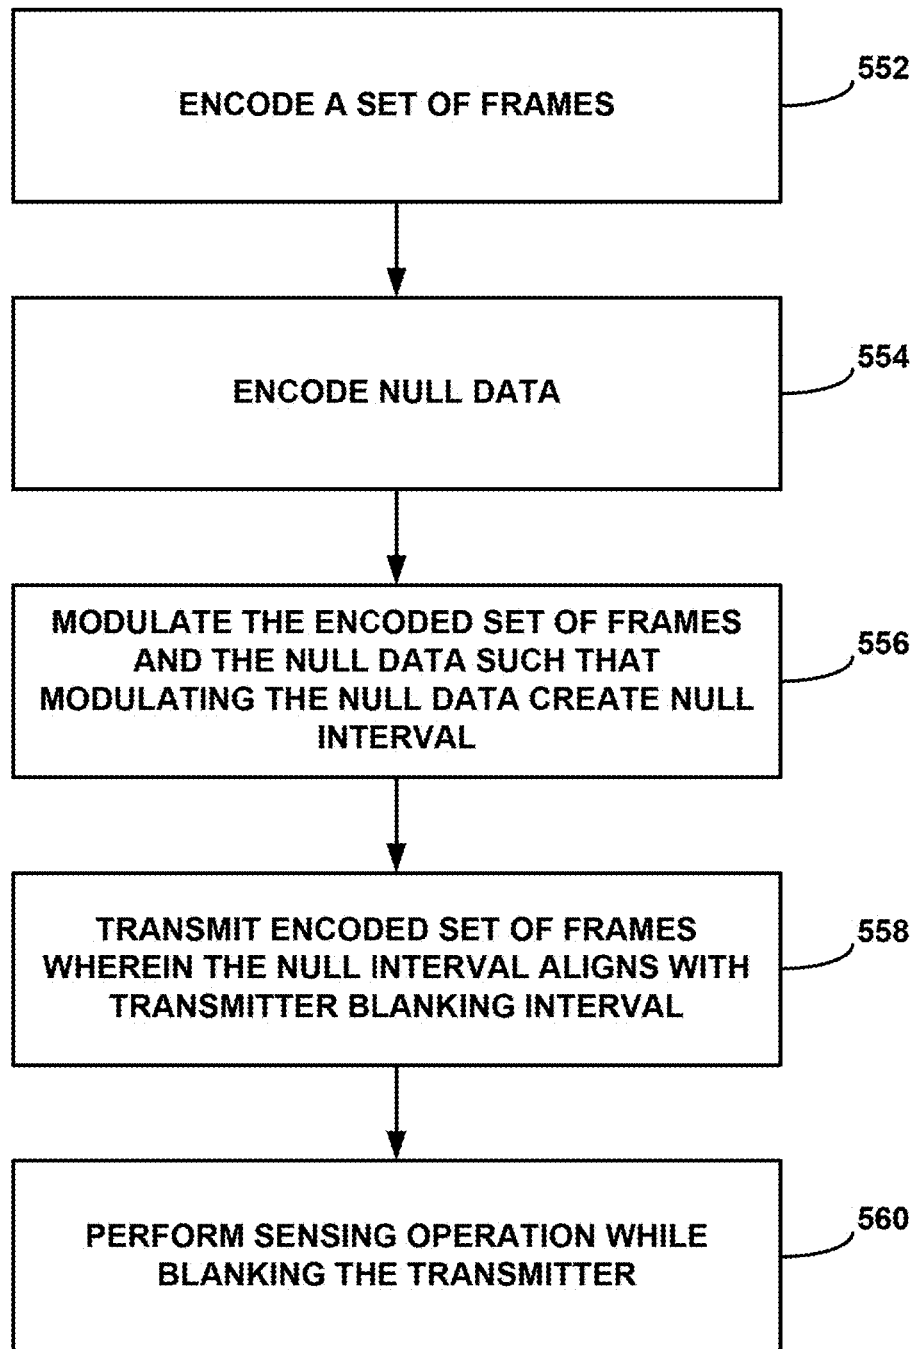 ENCODE A SET OF FRAMES
552
ENCODE NULL DATA
554
MODULATE THE ENCODED SET OF FRAMES
AND THE NULL DATA SUCH THAT
MODULATING THE NULL DATA CREATE NULL
INTERVAL
556
TRANSMIT ENCODED SET OF FRAMES
WHEREIN THE NULL INTERVAL ALIGNS WITH
TRANSMITTER BLANKING INTERVAL
558
PERFORM SENSING OPERATION WHILE
BLANKING THE TRANSMITTER
560